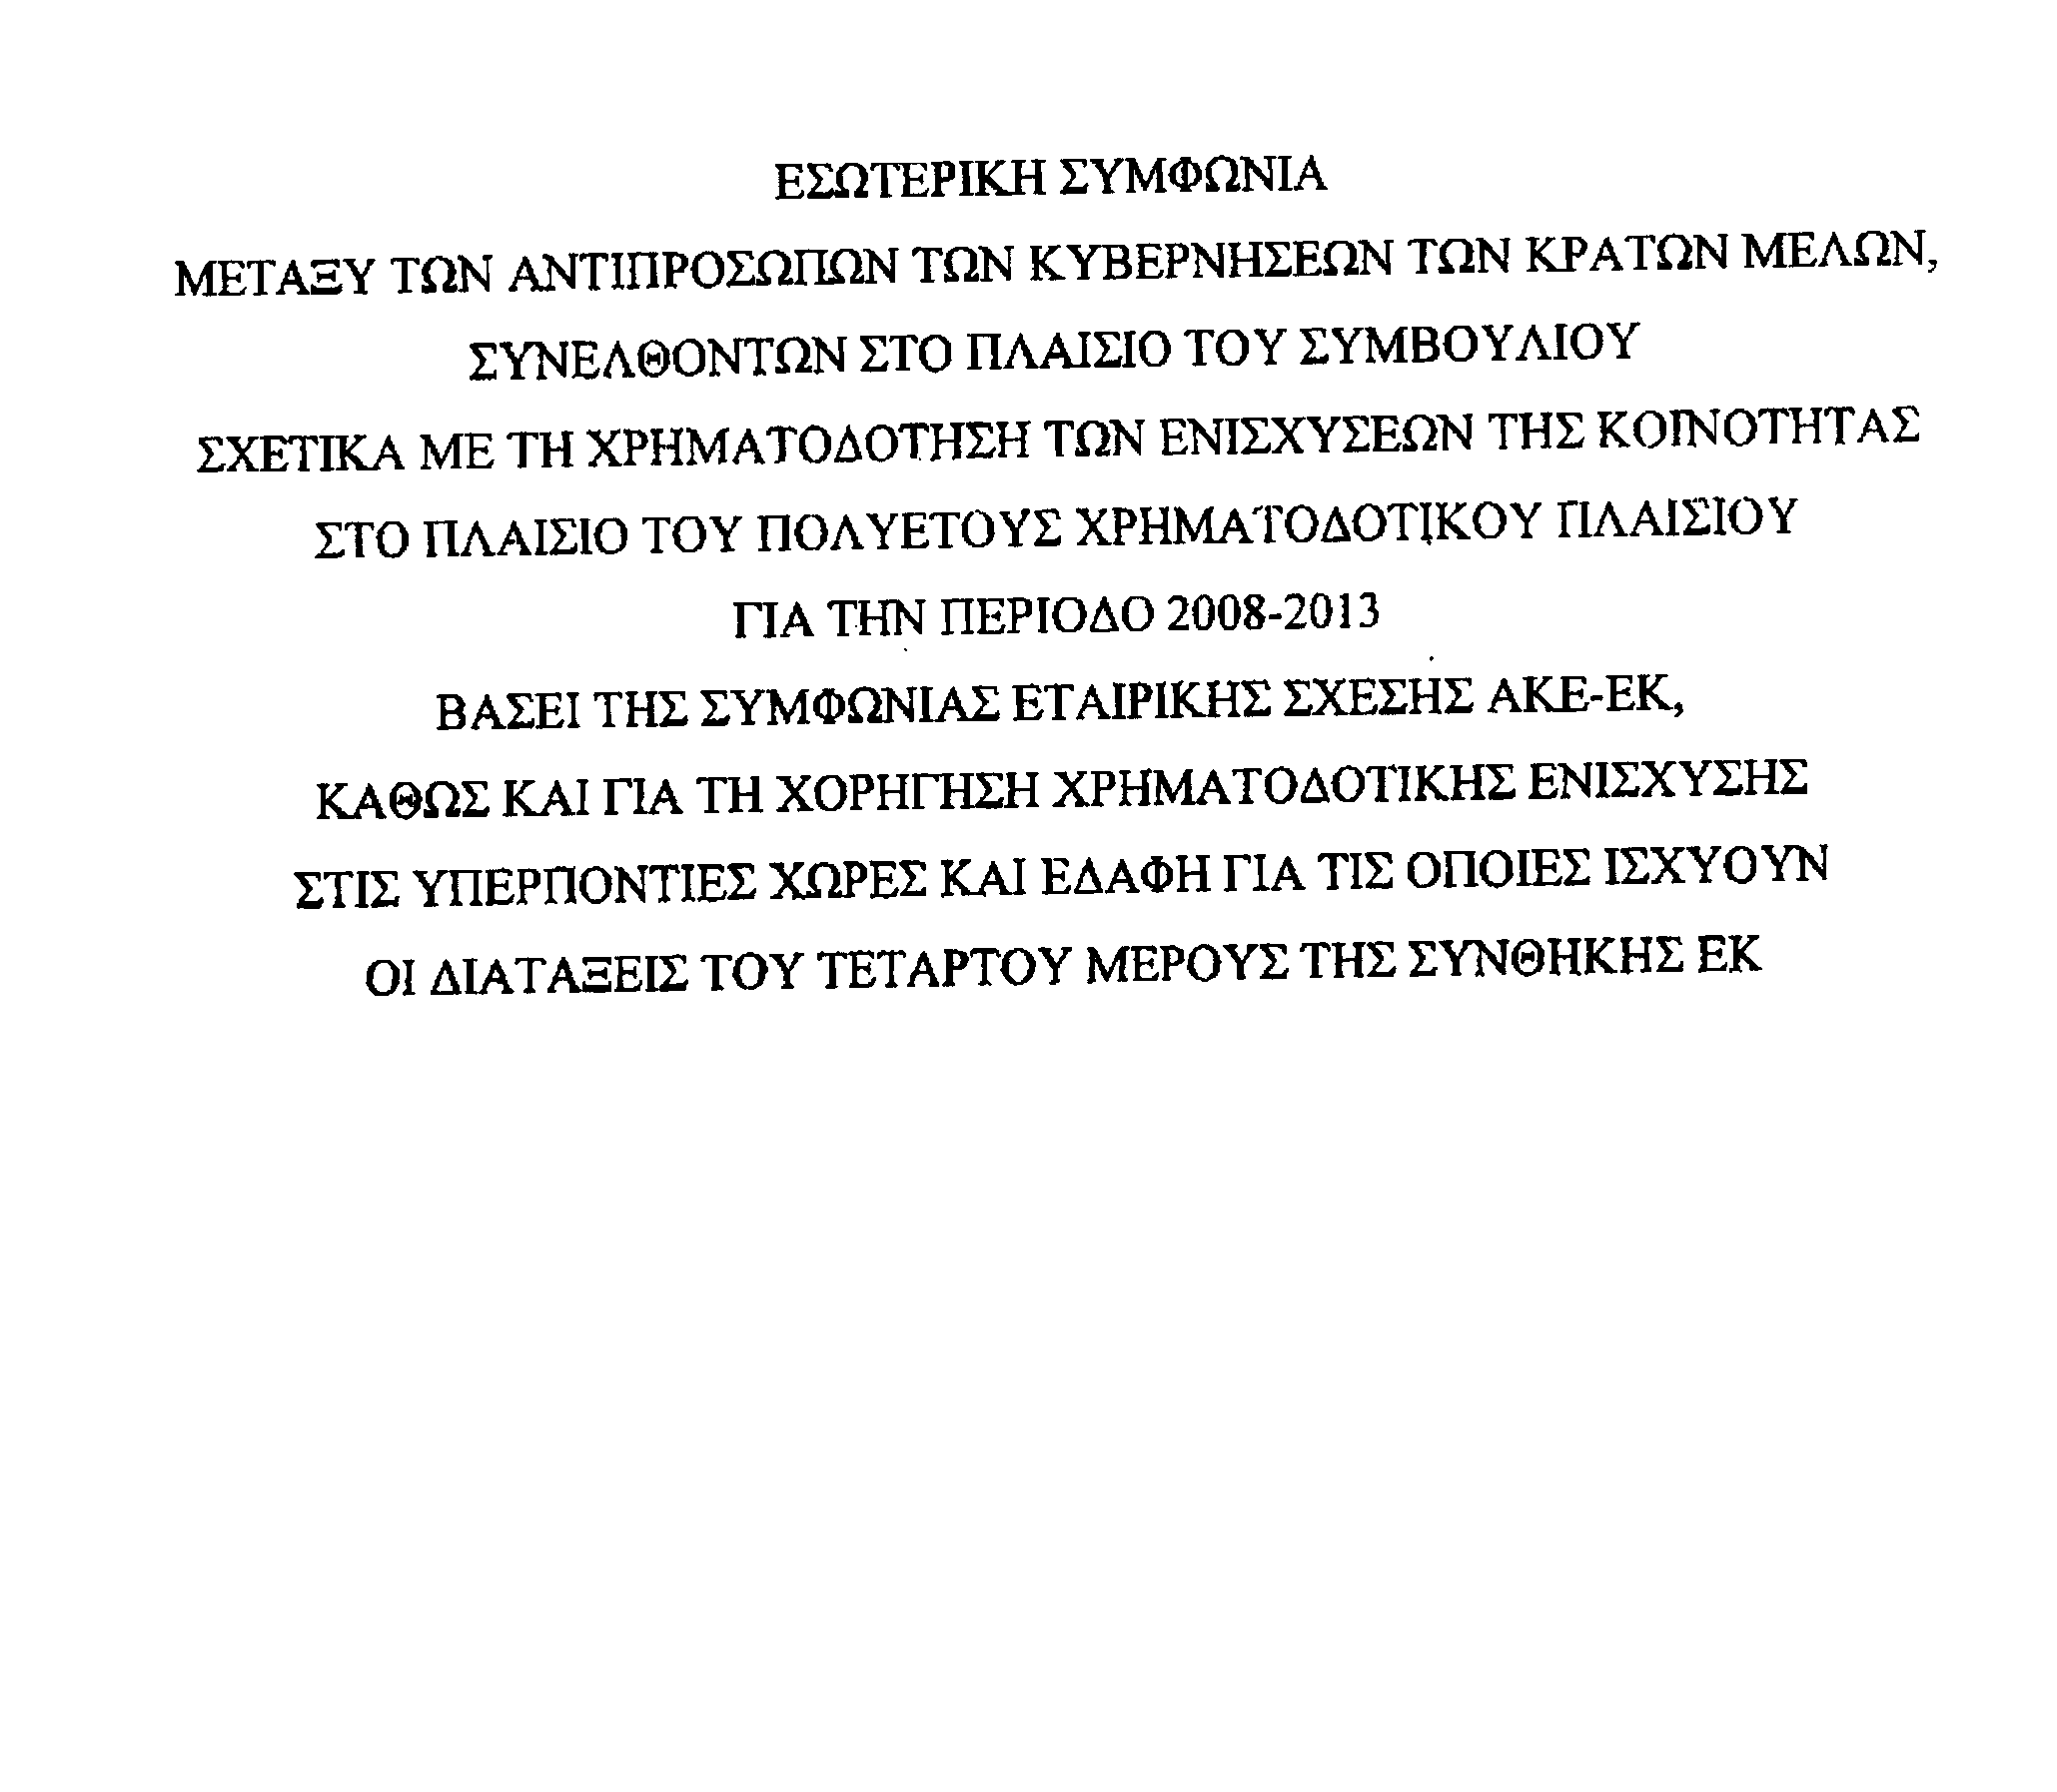 ΕΣΩΤΕΡΙΚΗ ΣΥΜΦΩΝΙΑ
ΜΕΤΑΞΥ ΤΩΝ ΑΝΤΙΠΡΟΣΩΠΩΝ ΤΩΝ ΚΥΒΕΡΝΗΣΕΩΝ ΤΩΝ ΚΡΑΤΩΝ ΜΕΛΩΝ,
ΣΥΝΕΛΘΟΝΤΩΝ ΣΤΟ ΠΛΑΙΣΙΟ ΤΟΥ ΣΥΜΒΟΥΛΙΟΥ
ΣΧΕΤΙΚΑ ΜΕ ΤΗ ΧΡΗΜΑΤΟΔΟΤΗΣΗ ΤΩΝ ΕΝΙΣΧΥΣΕΩΝ ΤΗΣ ΚΟΙΝΟΤΗΤΑΣ
ΣΤΟ ΠΛΑΙΣΙΟ ΤΟΥ ΠΟΛΥΕΤΟΥΣ ΧΡΗΜΑΤΟΔΟΤΙΚΟΥ ΠΛΑΙΣΙΟΥ
ΓΙΑ ΤΗΝ ΠΕΡΙΟΔΟ 2008-2013
ΒΑΣΕΙ ΤΗΣ ΣΥΜΦΩΝΙΑΣ ΕΤΑΙΡΙΚΗΣ ΣΧΕΣΗΣ ΑΚΕ-ΕΚ,
ΚΑΘΩΣ ΚΑΙ ΓΙΑ ΤΗ ΧΟΡΗΓΗΣΗ ΧΡΗΜΑΤΟΔΟΤΙΚΗΣ ΕΝΙΣΧΥΣΗΣ
ΣΤΙΣ ΥΠΕΡΠΟΝΤΙΕΣ ΧΩΡΕΣ ΚΑΙ ΕΔΑΦΗ ΓΙΑ ΤΙΣ ΟΠΟΙΕΣ ΙΣΧΥΟΥΝ
ΟΙ ΔΙΑΤΑΞΕΙΣ ΤΟΥ ΤΕΤΑΡΤΟΥ ΜΕΡΟΥΣ ΤΗΣ ΣΥΝΘΗΚΗΣ ΕΚ